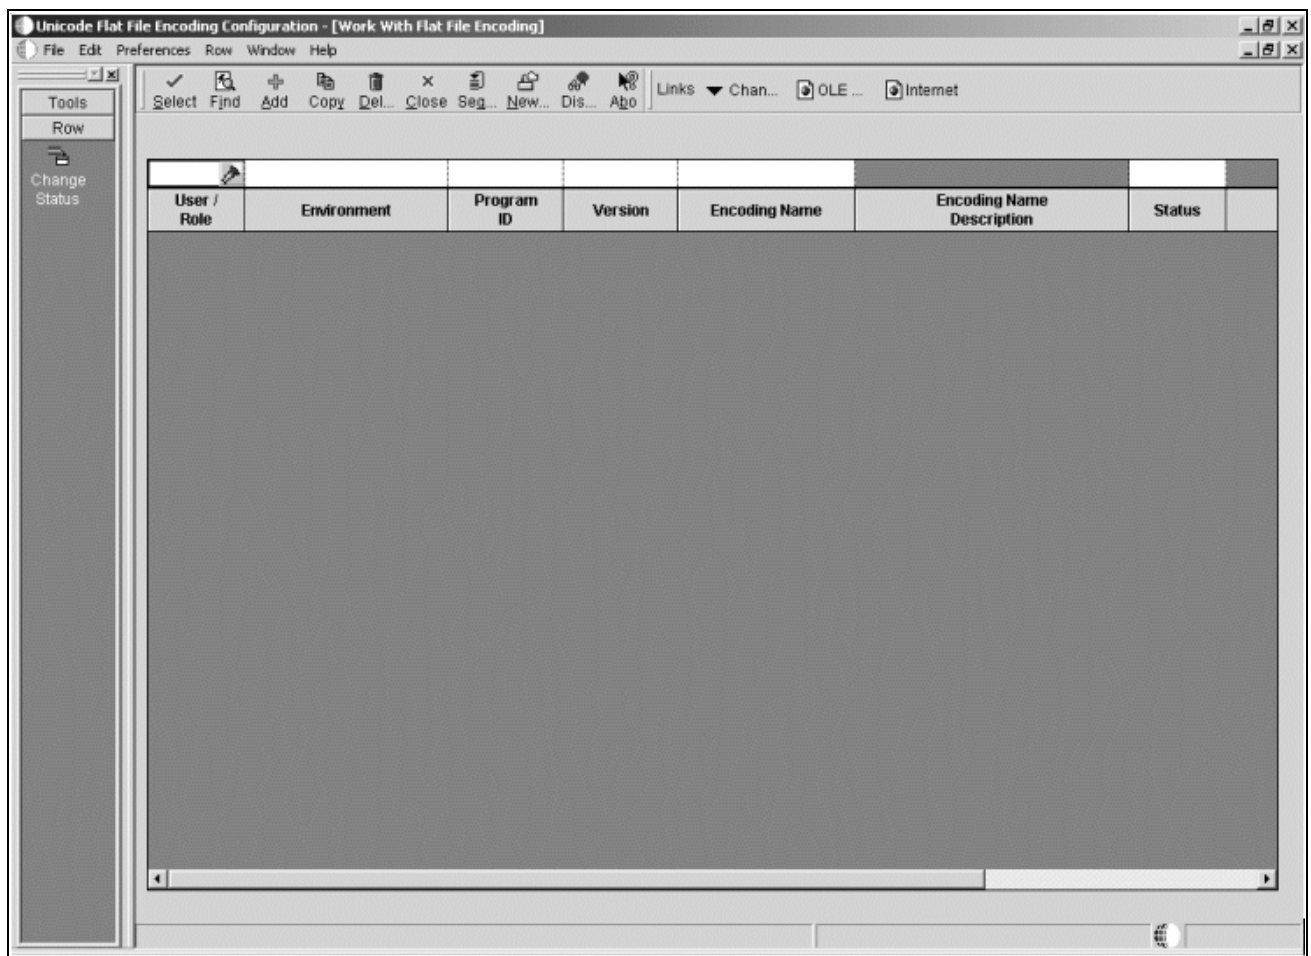 Unicode Flat File Encoding Configuration - [Work With Flat File Encoding]
File Edit Preferences Row Window Help
Select Find Add Copy Del... Close Seq... New... Dis... Abo Links Chan... OLE ... Internet
Tools
Row
Change
Status
User / Role Environment Program ID Version Encoding Name Encoding Name Description Status